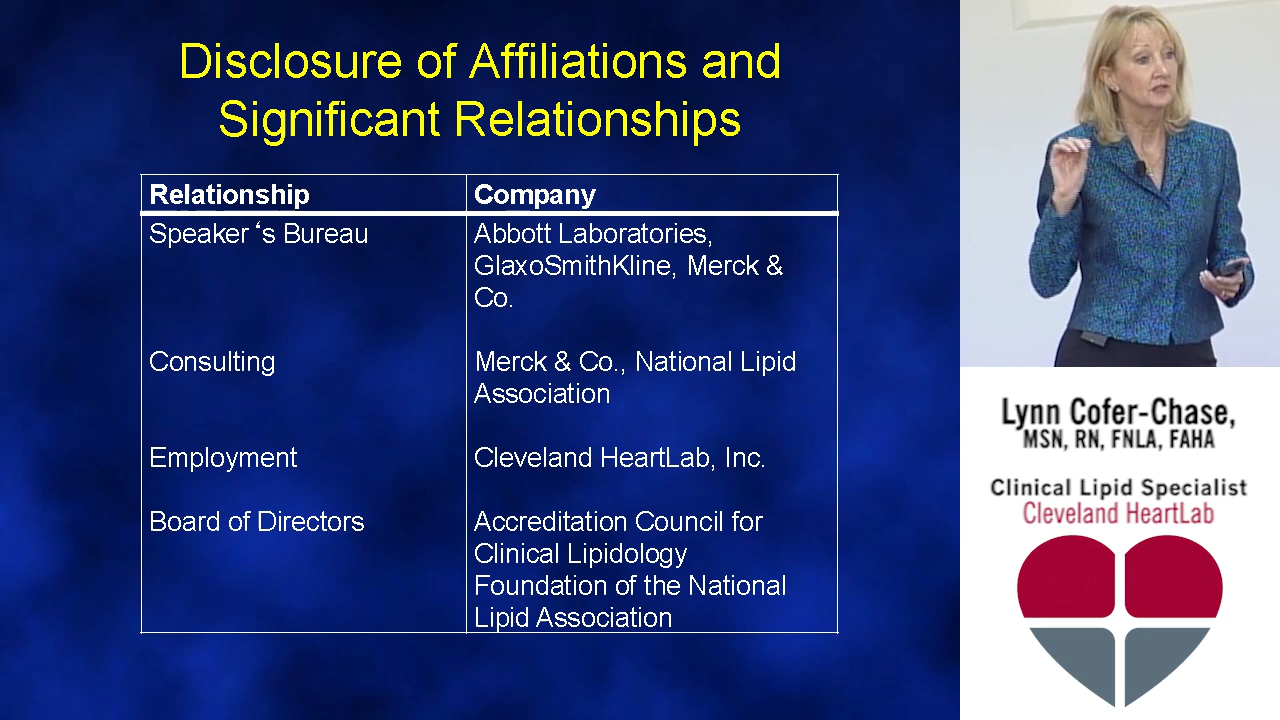 Disclosure of Affiliations and
Significant Relationships
Relationship
Company
Speaker ‘s Bureau
Abbott Laboratories,
GlaxoSmithKline, Merck &
Co.
Consulting
Merck & Co., National Lipid
Association
Employment
Cleveland HeartLab, Inc.
Board of Directors
Accreditation Council for
Clinical Lipidology
Foundation of the National
Lipid Association
Lynn Cofer-Chase,
MSN, RN, FNLA, FAHA
Clinical Lipid Specialist
Cleveland HeartLab